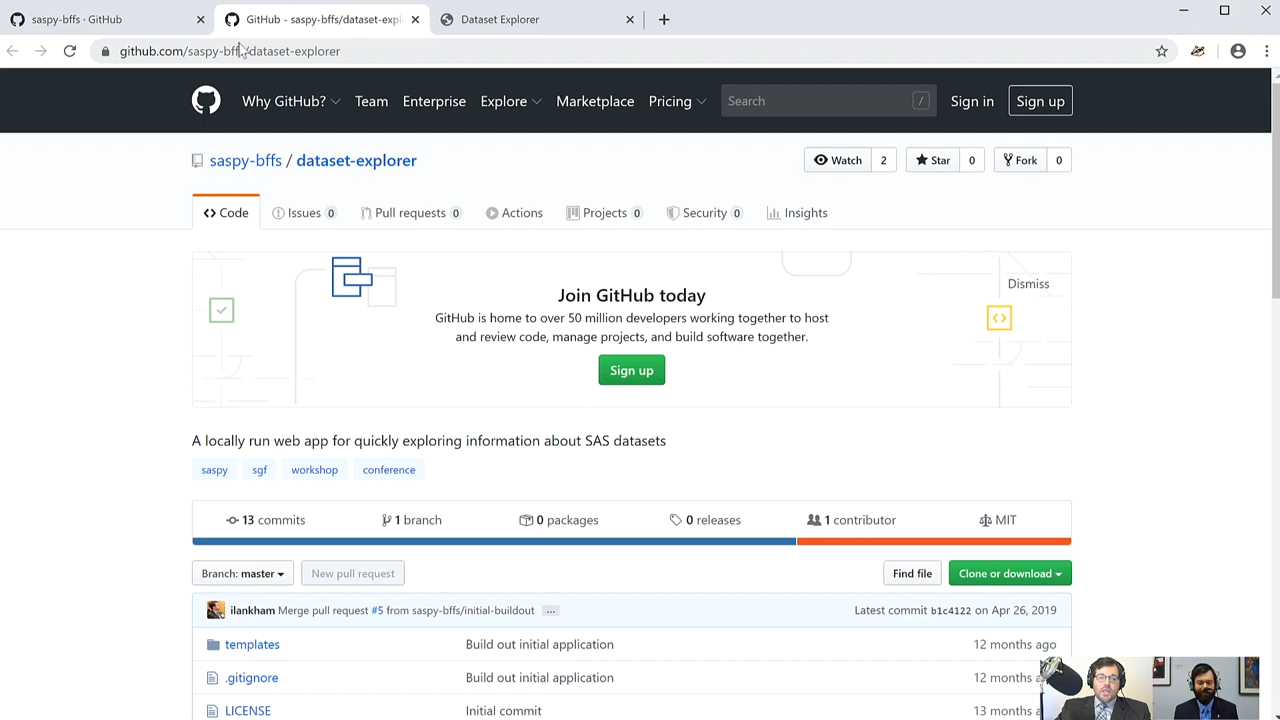 saspy-bffs · GitHub
GitHub - saspy-bffs/dataset-expl
Dataset Explorer
github.com/saspy-bffs/dataset-explorer
Why GitHub? Team Enterprise Explore Marketplace Pricing Search / Sign in Sign up
saspy-bffs / dataset-explorer
Watch 2 Star 0 Fork 0
Code Issues 0 Pull requests 0 Actions Projects 0 Security 0 Insights
Dismiss
Join GitHub today
GitHub is home to over 50 million developers working together to host
and review code, manage projects, and build software together.
Sign up
A locally run web app for quickly exploring information about SAS datasets
saspy sgf workshop conference
13 commits 1 branch 0 packages 0 releases 1 contributor MIT
Branch: master New pull request Find file Clone or download
ilankham Merge pull request #5 from saspy-bffs/initial-buildout ... Latest commit b1c4122 on Apr 26, 2019
templates Build out initial application 12 months ago
.gitignore Build out initial application 12 months a
LICENSE Initial commit 13 months a